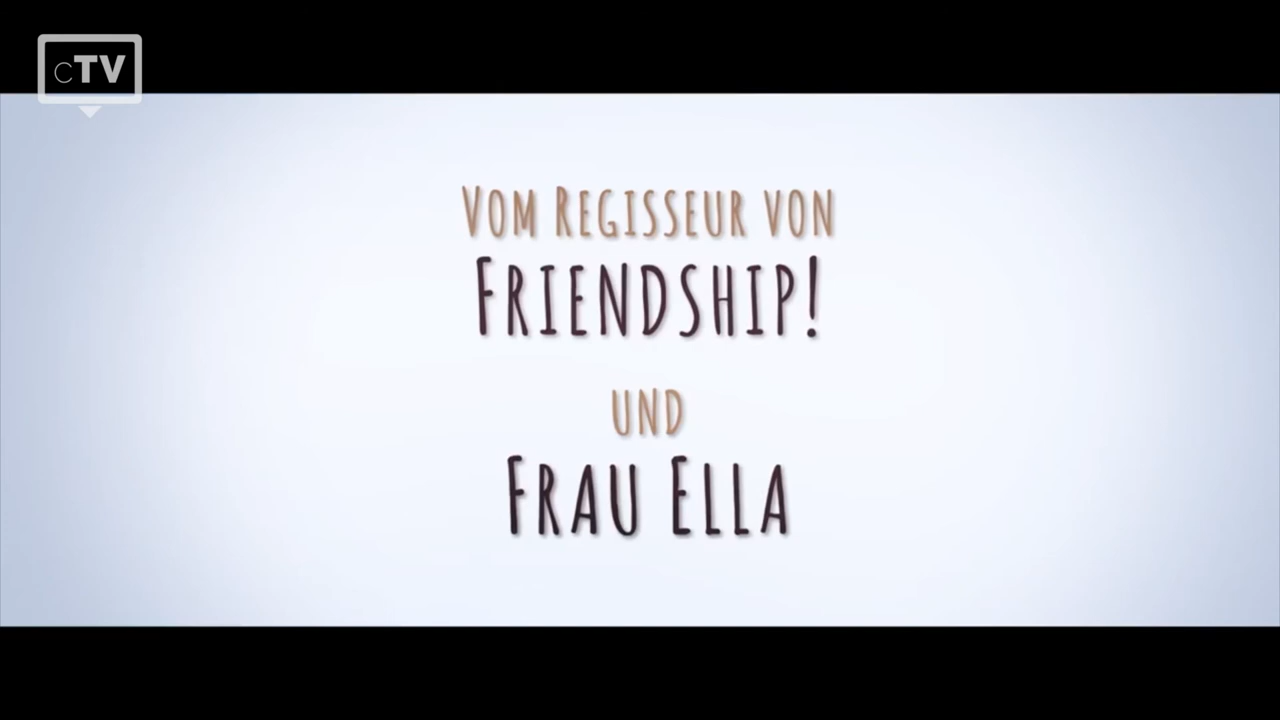 cTV
Vom Regisseur von
Friendship!
und
Frau Ella